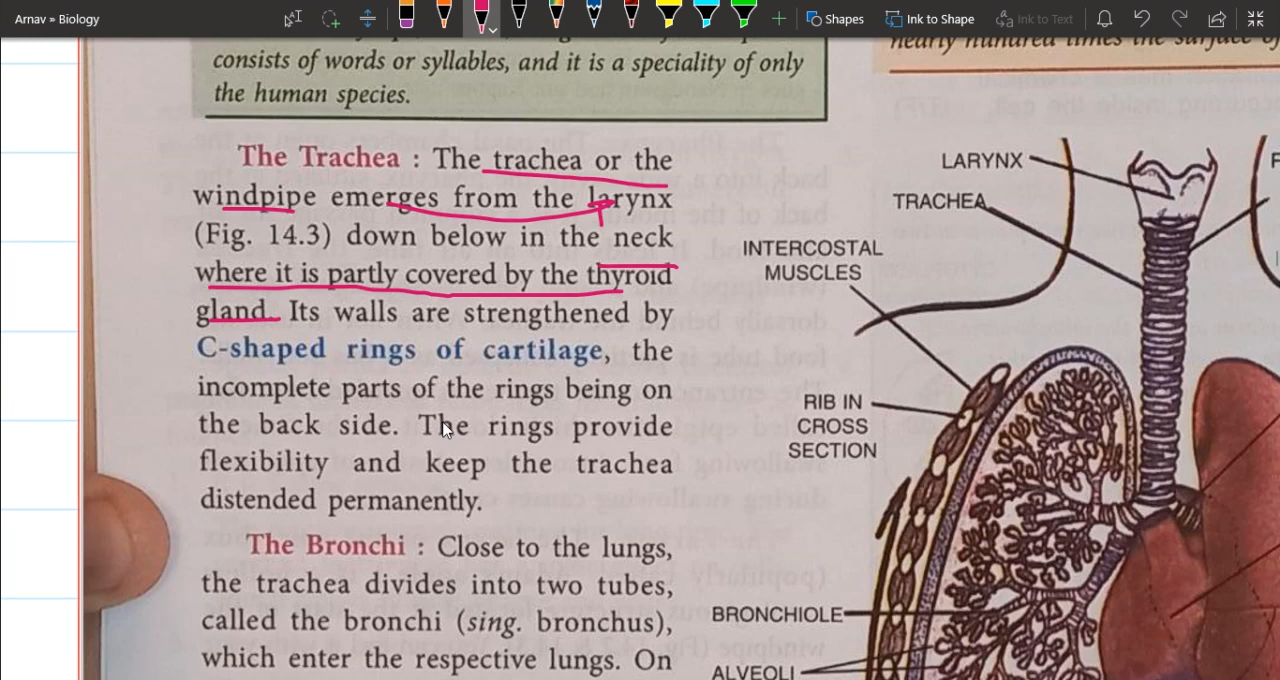 Arnav » Biology
Shapes
Ink to Shape
Ink to Text
consists of words or syllables, and it is a speciality of only
the human species.
The Trachea : The trachea or the
windpipe emerges from the larynx
(Fig. 14.3) down below in the neck
where it is partly covered by the thyroid
gland. Its walls are strengthened by
C-shaped rings of cartilage, the
incomplete parts of the rings being on
the back side. The rings provide
flexibility and keep the trachea
distended permanently.
The Bronchi : Close to the lungs,
the trachea divides into two tubes,
called the bronchi (sing. bronchus),
which enter the respective lungs. On
nearly hundred times the surface of
LARYNX
TRACHEA
INTERCOSTAL
MUSCLES
RIB IN
CROSS
SECTION
BRONCHIOLE
ALVEOLI